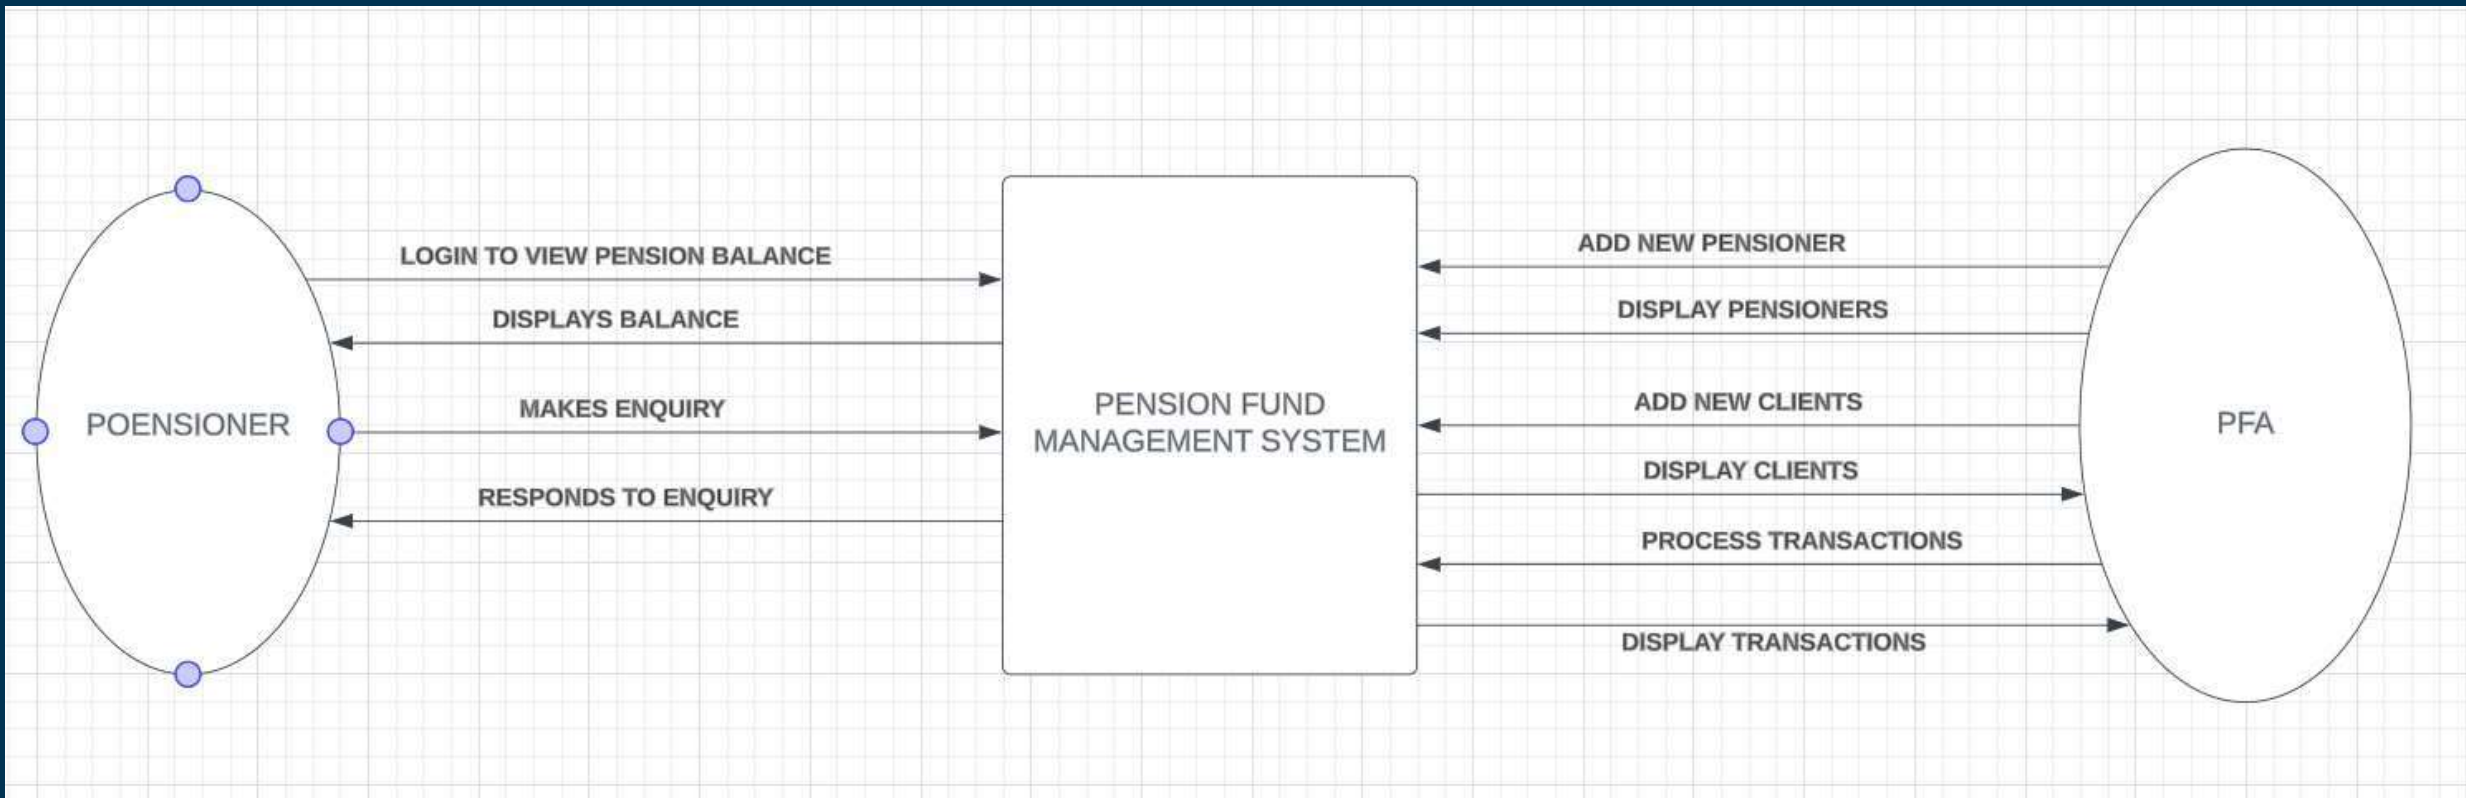 LOGIN TO VIEW PENSION BALANCE
DISPLAYS BALANCE
MAKES ENQUIRY
RESPONDS TO ENQUIRY
POENSIONER
PENSION FUND
MANAGEMENT SYSTEM
ADD NEW PENSIONER
DISPLAY PENSIONERS
ADD NEW CLIENTS
DISPLAY CLIENTS
PROCESS TRANSACTIONS
DISPLAY TRANSACTIONS
PFA